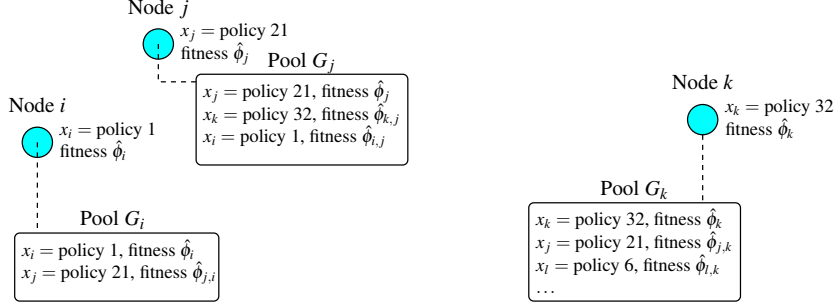 Node j
x_j = policy 21
fitness φ̂_j
Pool G_j
x_j = policy 21, fitness φ̂_j
x_k = policy 32, fitness φ̂_{k,j}
x_i = policy 1, fitness φ̂_{i,j}
Node i
x_i = policy 1
fitness φ̂_i
Pool G_i
x_i = policy 1, fitness φ̂_i
x_j = policy 21, fitness φ̂_{j,i}
Node k
x_k = policy 32
fitness φ̂_k
Pool G_k
x_k = policy 32, fitness φ̂_k
x_j = policy 21, fitness φ̂_{j,k}
x_l = policy 6, fitness φ̂_{l,k}
...